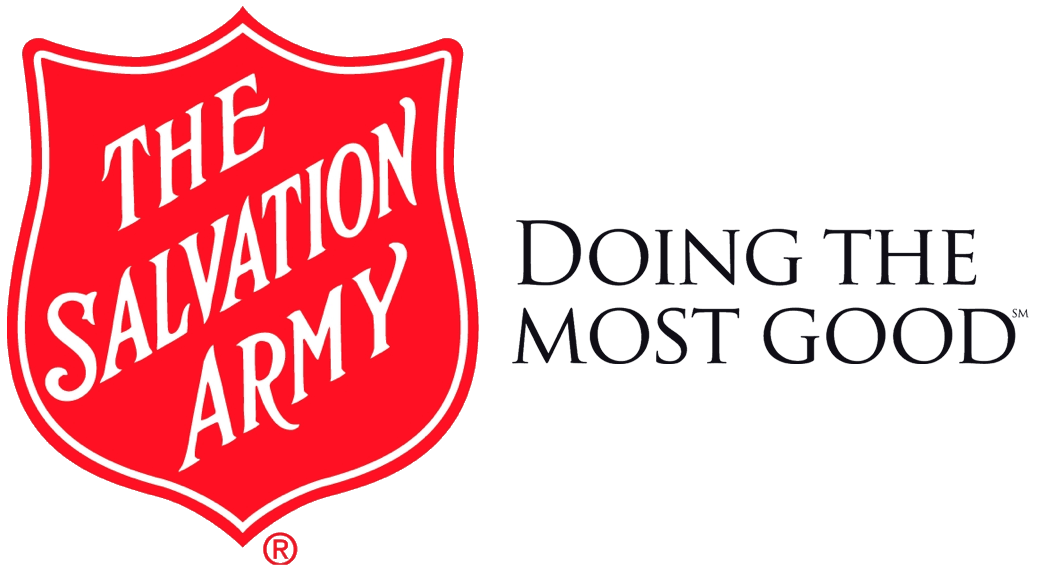 THE
SALVATION
ARMY
®
DOING THE
MOST GOOD℠